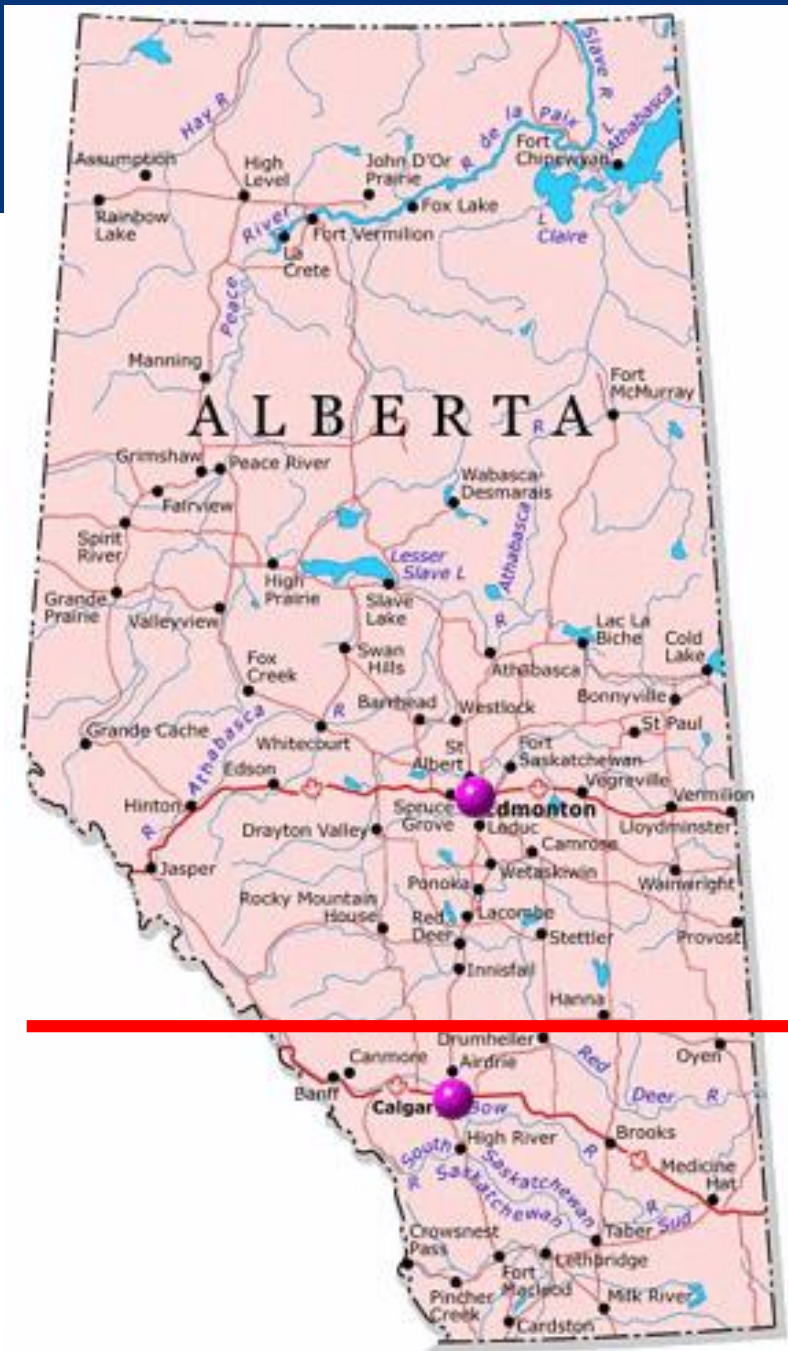 Slave R
Hay R
R de la Paix
L Athabasca
Fort
Chipewyan
Assumption
High
Level
John D'Or
Prairie
Rainbow
Lake
Fox Lake
River
Fort Vermilion
L
Claire
La
Crete
Peace
Manning
Fort
McMurray
ALBERTA
R
Grimshaw
Peace River
Wabasca-
Desmarais
Fairview
Athabasca
Spirit
River
Lesser
Slave L
High
Prairie
Slave
Lake
Grande
Prairie
Valleyview
R
Lac La
Biche
Cold
Lake
Swan
Hills
Athabasca
Fox
Creek
Bonnyville
Barrhead
Westlock
R
Athabasca
St Paul
Grande Cache
Whitecourt
St
Albert
Fort
Saskatchewan
Edson
Vegreville
Vermilion
Hinton
Spruce
Grove
Edmonton
R
Drayton Valley
Leduc
Lloydminster
Camrose
Jasper
Wetaskiwin
Ponoka
Wainwright
Rocky Mountain
House
Red
Deer
Lacombe
Stettler
Provost
Innisfail
Hanna
Drumheller
Oyen
Canmore
Airdrie
Red
Deer R
Banff
Calgar
Bow
High River
Brooks
R
South
Saskatchewan
R
Saskatchewan
Medicine
Hat
R
Sud
Crowsnest
Pass
Taber
Lethbridge
Fort
Macleod
Pincher
Creek
Milk River
Cardston